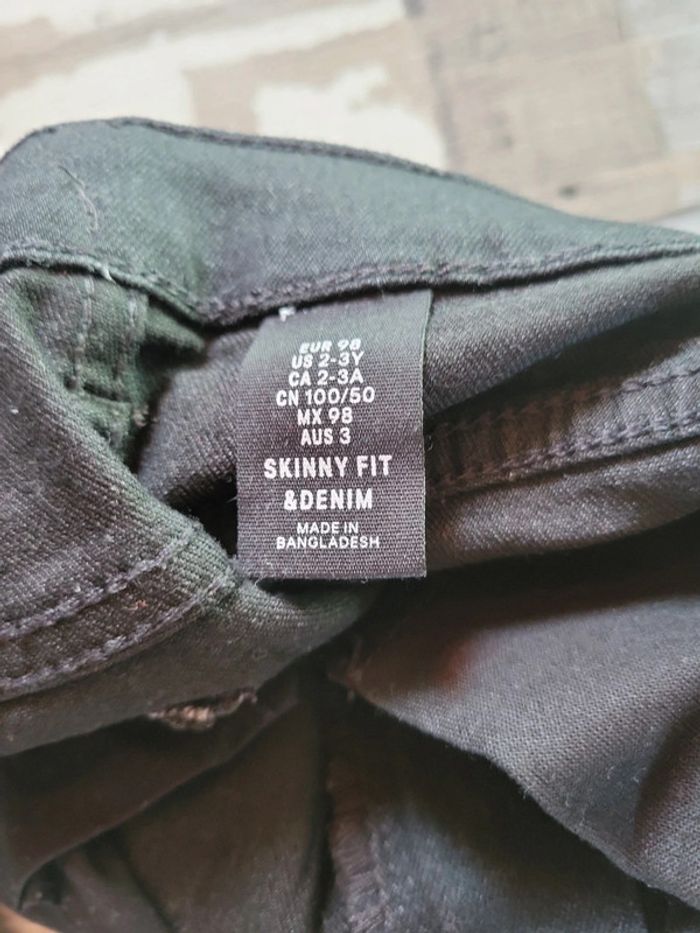 EUR 98
US 2-3Y
CA 2-3A
CN 100/50
MX 98
AUS 3
SKINNY FIT
&DENIM
MADE IN
BANGLADESH